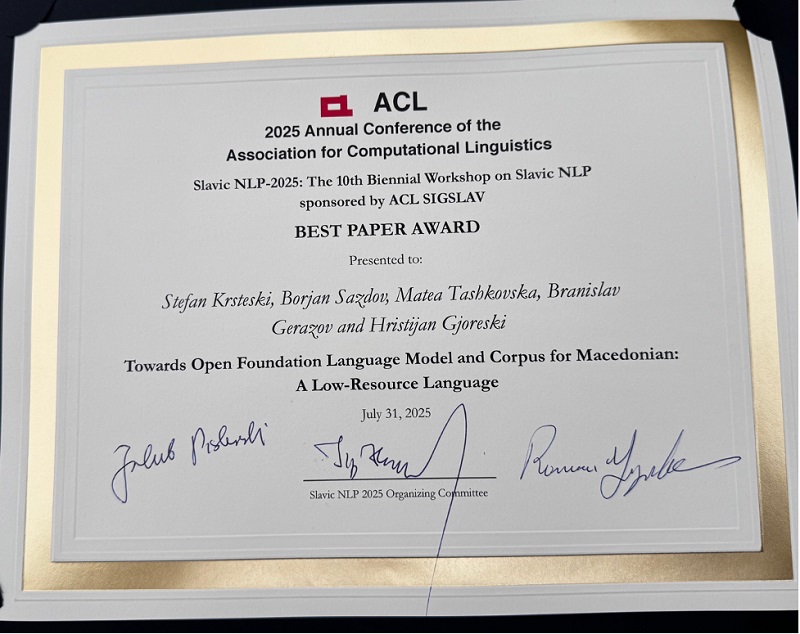 ACL
2025 Annual Conference of the
Association for Computational Linguistics
Slavic NLP-2025: The 10th Biennial Workshop on Slavic NLP
sponsored by ACL SIGSLAV
BEST PAPER AWARD
Presented to:
Stefan Krsteski, Borjan Sazdov, Matea Tashkovska, Branislav
Gerazov and Hristijan Gjoreski
Towards Open Foundation Language Model and Corpus for Macedonian:
A Low-Resource Language
July 31, 2025
Slavic NLP 2025 Organizing Committee